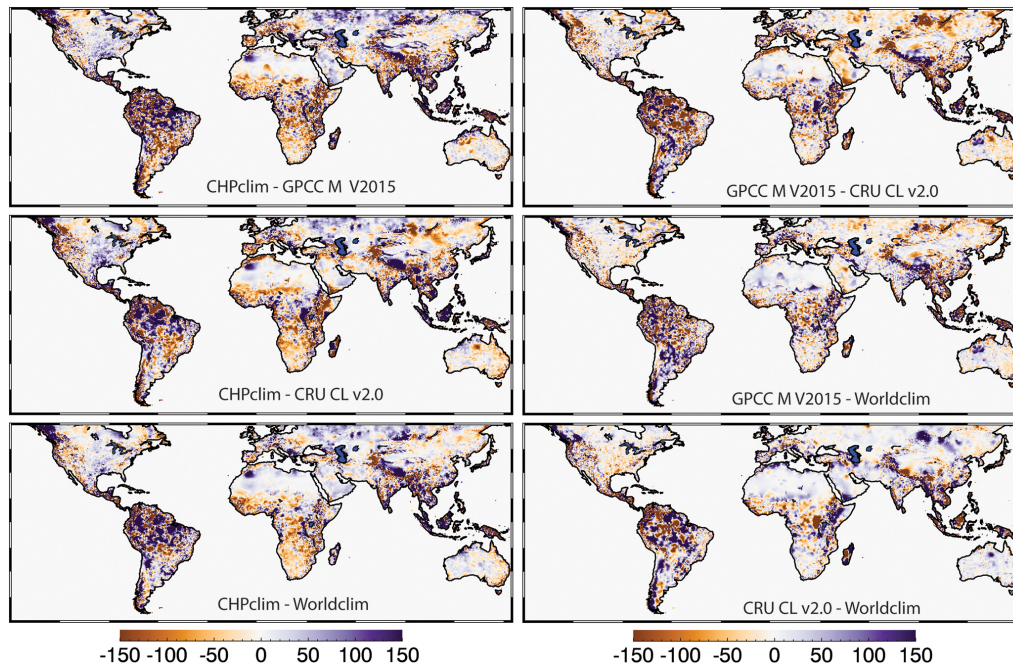 CHPclim - GPCC M V2015
GPCC M V2015 - CRU CL v2.0
CHPclim - CRU CL v2.0
GPCC M V2015 - Worldclim
CHPclim - Worldclim
CRU CL v2.0 - Worldclim
-150 -100 -50 0 50 100 150
-150 -100 -50 0 50 100 150